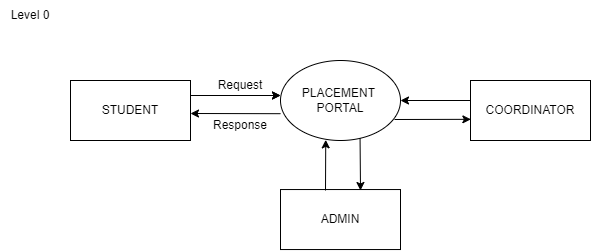 Level 0
Request
STUDENT
Response
PLACEMENT
PORTAL
COORDINATOR
ADMIN